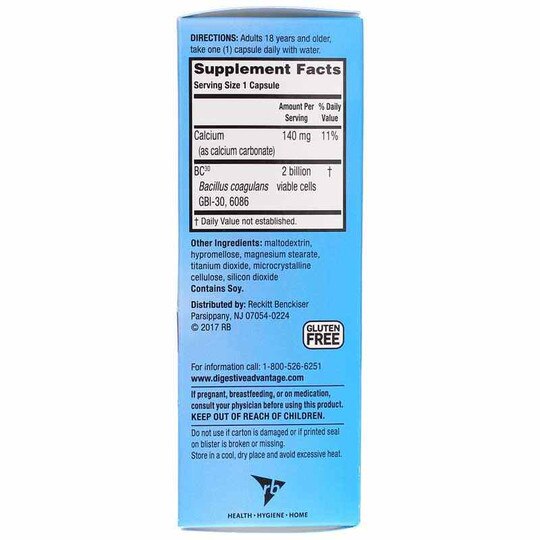 DIRECTIONS: Adults 18 years and older,
take one (1) capsule daily with water.
Supplement Facts
Serving Size 1 Capsule
Amount Per Serving % Daily Value
Calcium 140 mg 11%
(as calcium carbonate)
BC30 2 billion †
Bacillus coagulans viable cells
GBI-30, 6086
† Daily Value not established.
Other Ingredients: maltodextrin,
hypromellose, magnesium stearate,
titanium dioxide, microcrystalline
cellulose, silicon dioxide
Contains Soy.
Distributed by: Reckitt Benckiser
Parsippany, NJ 07054-0224
© 2017 RB
GLUTEN
FREE
For information call: 1-800-526-6251
www.digestiveadvantage.com
If pregnant, breastfeeding, or on medication,
consult your physician before using this product.
KEEP OUT OF REACH OF CHILDREN.
Do not use if carton is damaged or if printed seal
on blister is broken or missing.
Store in a cool, dry place and avoid excessive heat.
rb
HEALTH • HYGIENE • HOME